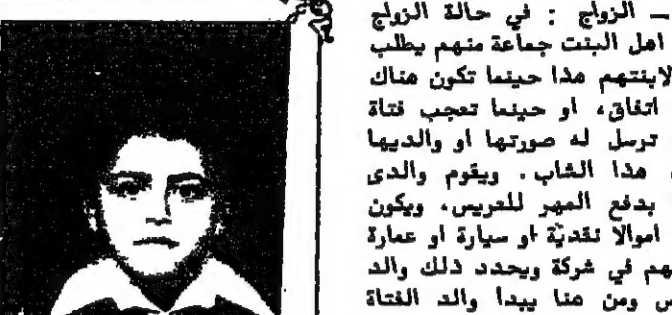 ـ الزواج : في حالة الزواج
اهل البنت جماعة منهم يطلب
لابنتهم هذا حينما تكون هناك
اتفاق، او حينما تعجب فتاة
ترسل له صورتها او والديها
هذا الشاب. ويقوم والدى
بدفع المهر للعريس، ويكون
اموالا نقدية او سيارة او عمارة
هم في شركة ويحدد ذلك والد
س ومن هنا يبدأ والد الفتاة